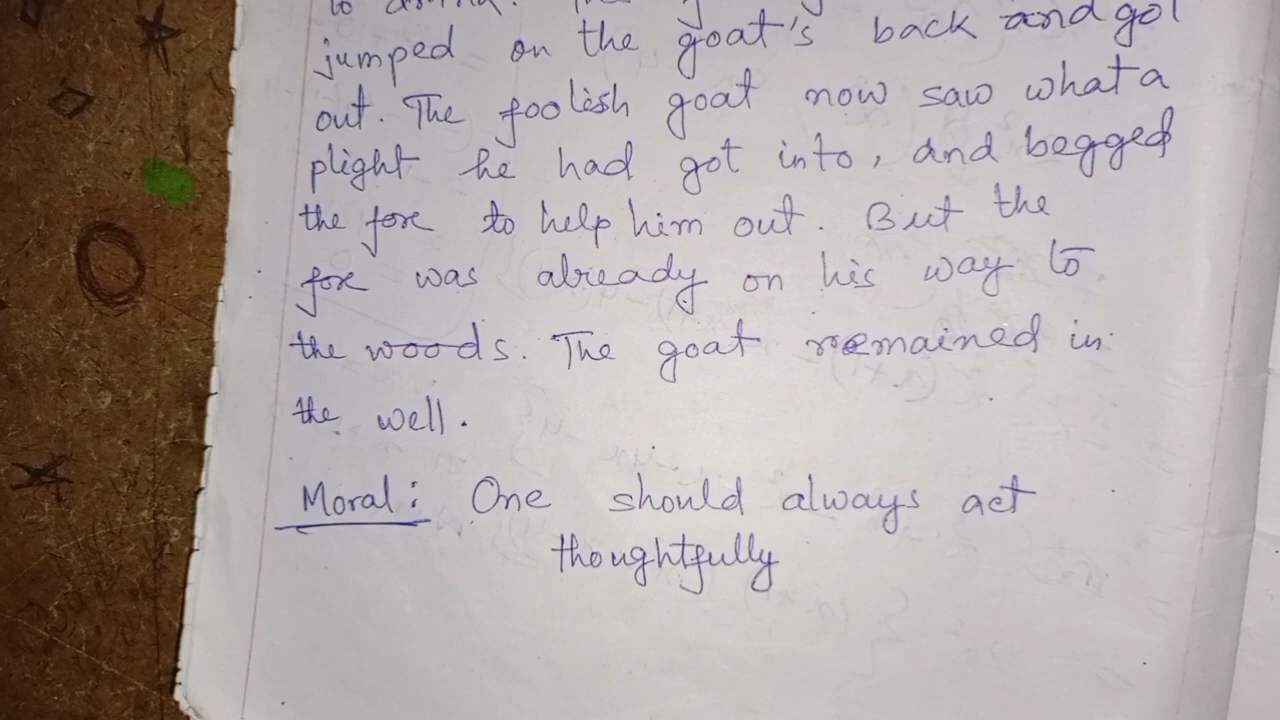 to
jumped on the goat's back and got
out. The foolish goat now saw what a
plight he had got into, and begged
the fox to help him out. But the
fox was already on his way to
the woods. The goat remained in
the well.
Moral: One should always act
thoughtfully